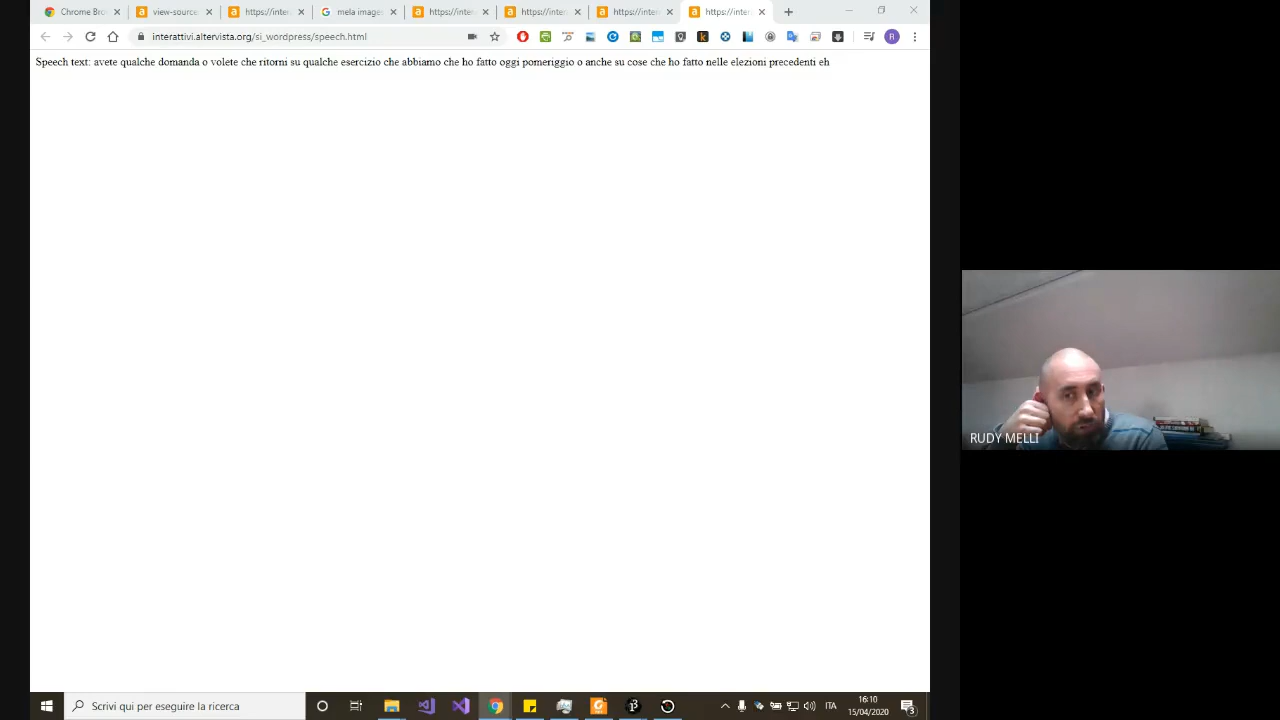 Chrome Bro
view-source
https://inter
mela images
https://inter
https://inter
https://inter
https://inter
interattivi.altervista.org/si_wordpress/speech.html
Speech text: avete qualche domanda o volete che ritorni su qualche esercizio che abbiamo che ho fatto oggi pomeriggio o anche su cose che ho fatto nelle elezioni precedenti eh
RUDY MELLI
Scrivi qui per eseguire la ricerca
ITA
16:10
15/04/2020
3